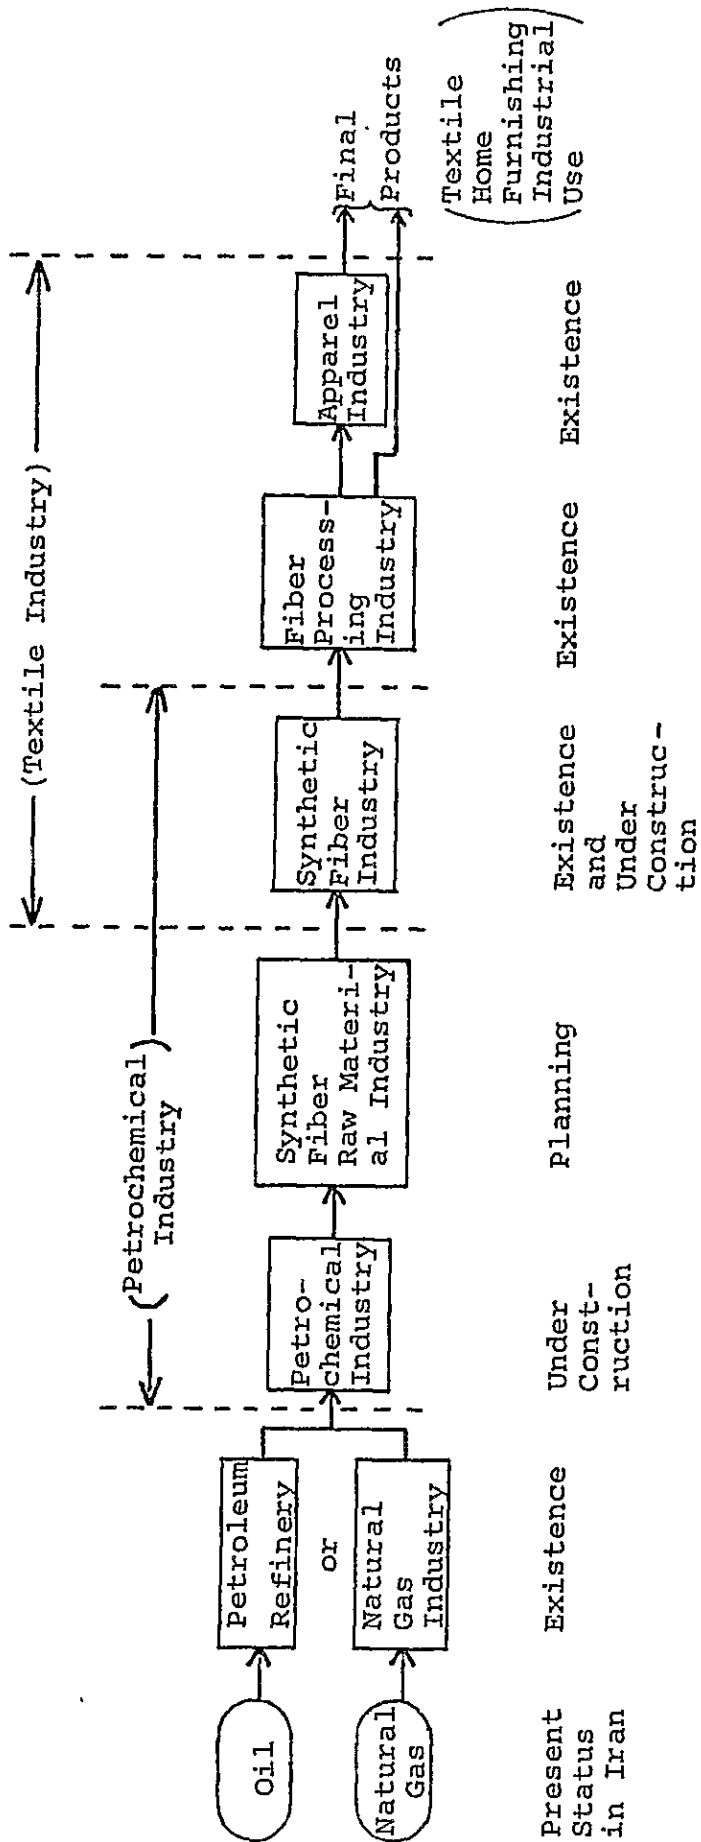 (Textile Industry)
(Petrochemical
Industry)
Oil
Petroleum
Refinery
or
Natural
Gas
Natural
Gas
Industry
Petro-
chemical
Industry
Synthetic
Fiber
Raw Materi-
al Industry
Synthetic
Fiber
Industry
Fiber
Process-
ing
Industry
Apparel
Industry
Final
Products
(Textile
Home
Furnishing
Industrial
Use)
Present
Status
in Iran
Existence
Under
Const-
ruction
Planning
Existence
and
Under
Construc-
tion
Existence
Existence